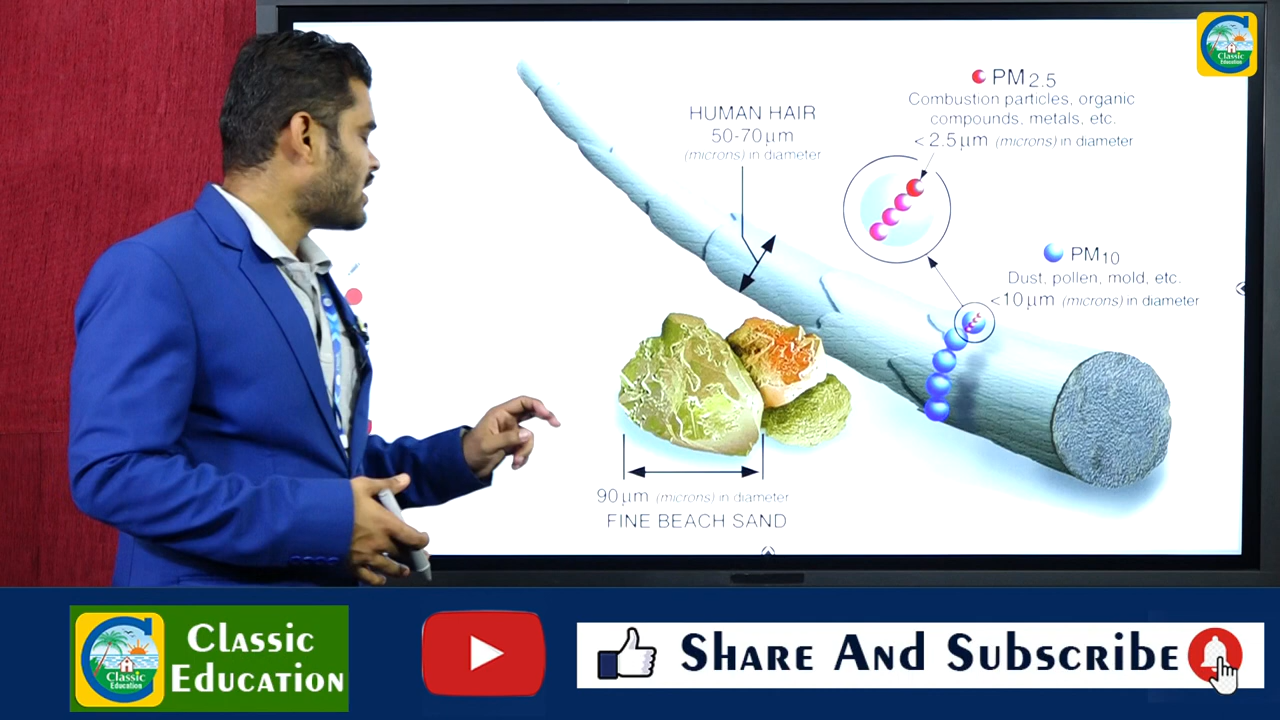 Classic
Education
PM2.5
Combustion particles, organic
compounds, metals, etc.
<2.5µm (microns) in diameter
HUMAN HAIR
50-70µm
(microns) in diameter
PM10
Dust, pollen, mold, etc.
<10µm (microns) in diameter
90µm (microns) in diameter
FINE BEACH SAND
Classic
Education
Classic
Education
Share And Subscribe